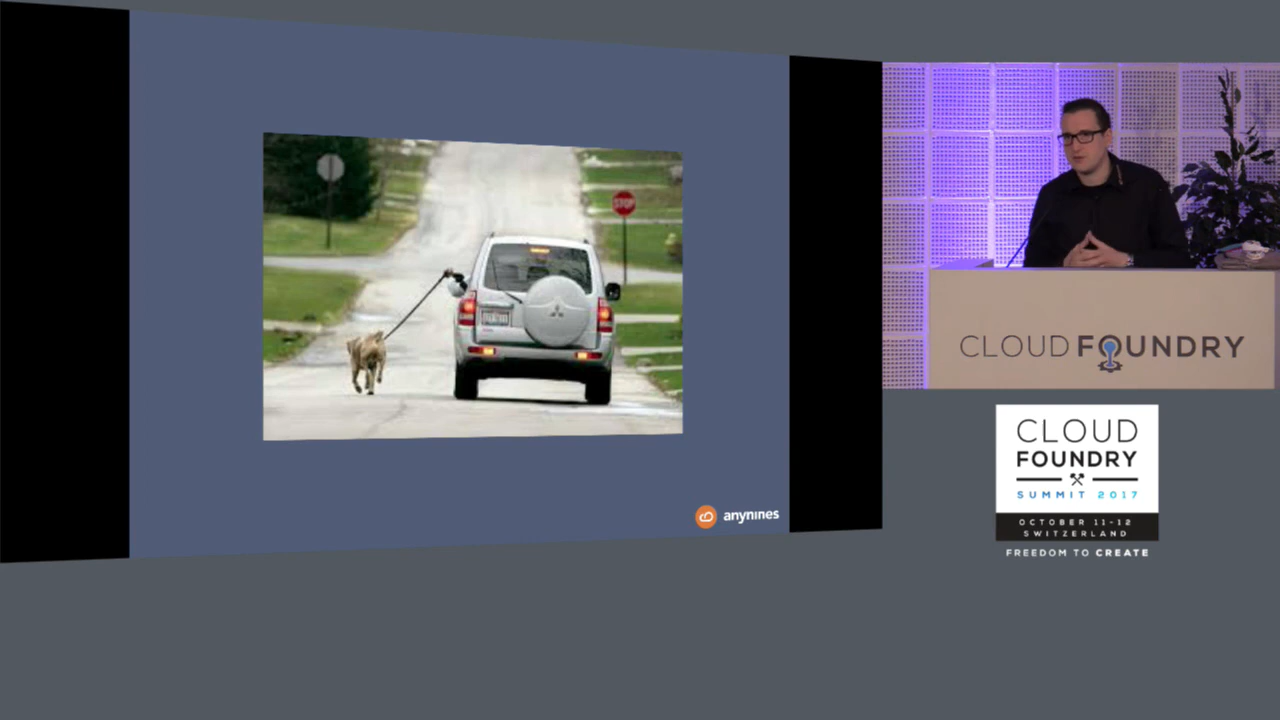 STOP
anynines
CLOUD FOUNDRY
CLOUD
FOUNDRY
SUMMIT 2017
OCTOBER 11-12
SWITZERLAND
FREEDOM TO CREATE